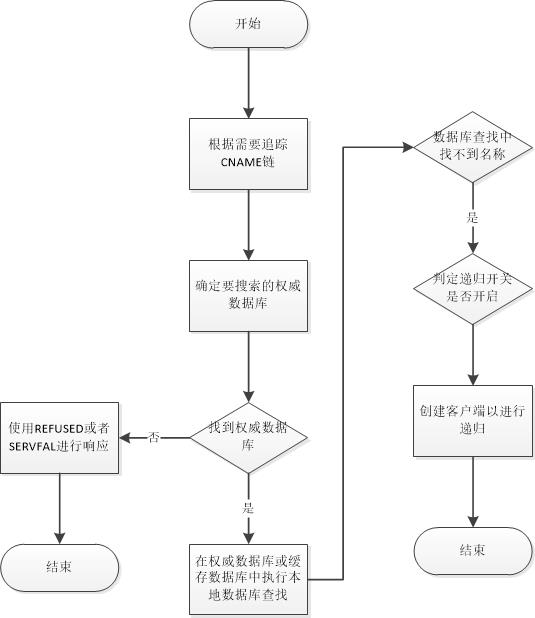 开始
根据需要追踪
CNAME链
确定要搜索的权威
数据库
找到权威数据
库
否
使用REFUSED或者
SERVFAL进行响应
结束
是
在权威数据库或缓
存数据库中执行本
地数据库查找
数据库查找中
找不到名称
是
判定递归开关
是否开启
创建客户端以进行
递归
结束